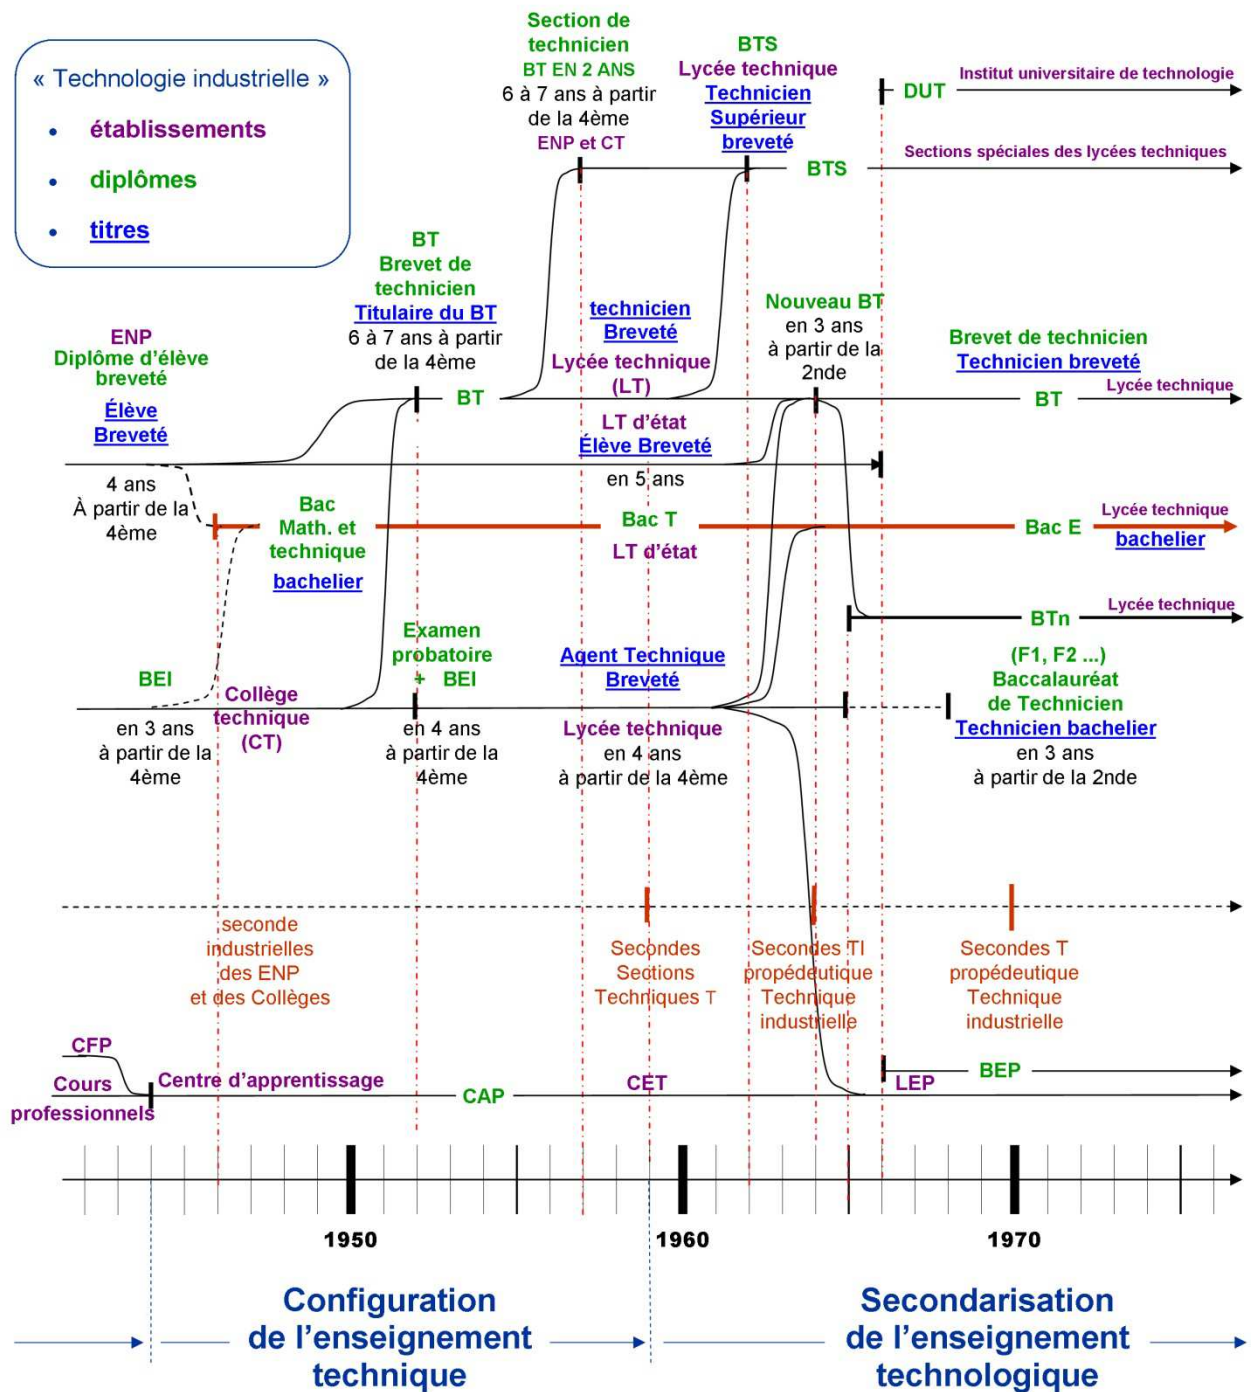 « Technologie industrielle »
• établissements
• diplômes
• titres
Section de
technicien
BT EN 2 ANS
6 à 7 ans à partir
de la 4ème
ENP et CT
BTS
Lycée technique
Technicien
Supérieur
breveté
DUT
Institut universitaire de technologie
BTS
Sections spéciales des lycées techniques
BT
Brevet de
technicien
Titulaire du BT
6 à 7 ans à partir
de la 4ème
BT
technicien
Breveté
Lycée technique
(LT)
LT d'état
Élève Breveté
en 5 ans
Nouveau BT
en 3 ans
à partir de la
2nde
Brevet de technicien
Technicien breveté
BT
Lycée technique
ENP
Diplôme d'élève
breveté
Élève
Breveté
4 ans
À partir de la
4ème
Bac
Math. et
technique
bachelier
Bac T
LT d'état
Bac E
Lycée technique
bachelier
BTn
Lycée technique
(F1, F2 ...)
Baccalauréat
de Technicien
Technicien bachelier
en 3 ans
à partir de la 2nde
BEI
en 3 ans
à partir de la
4ème
Collège
technique
(CT)
Examen
probatoire
+ BEI
en 4 ans
à partir de la
4ème
Agent Technique
Breveté
Lycée technique
en 4 ans
à partir de la 4ème
seconde
industrielles
des ENP
et des Collèges
Secondes
Sections
Techniques T
Secondes TI
propédeutique
Technique
industrielle
Secondes T
propédeutique
Technique
industrielle
CFP
Cours
professionnels
Centre d'apprentissage
CAP
CET
LEP
BEP
1950
1960
1970
Configuration
de l'enseignement
technique
Secondarisation
de l'enseignement
technologique